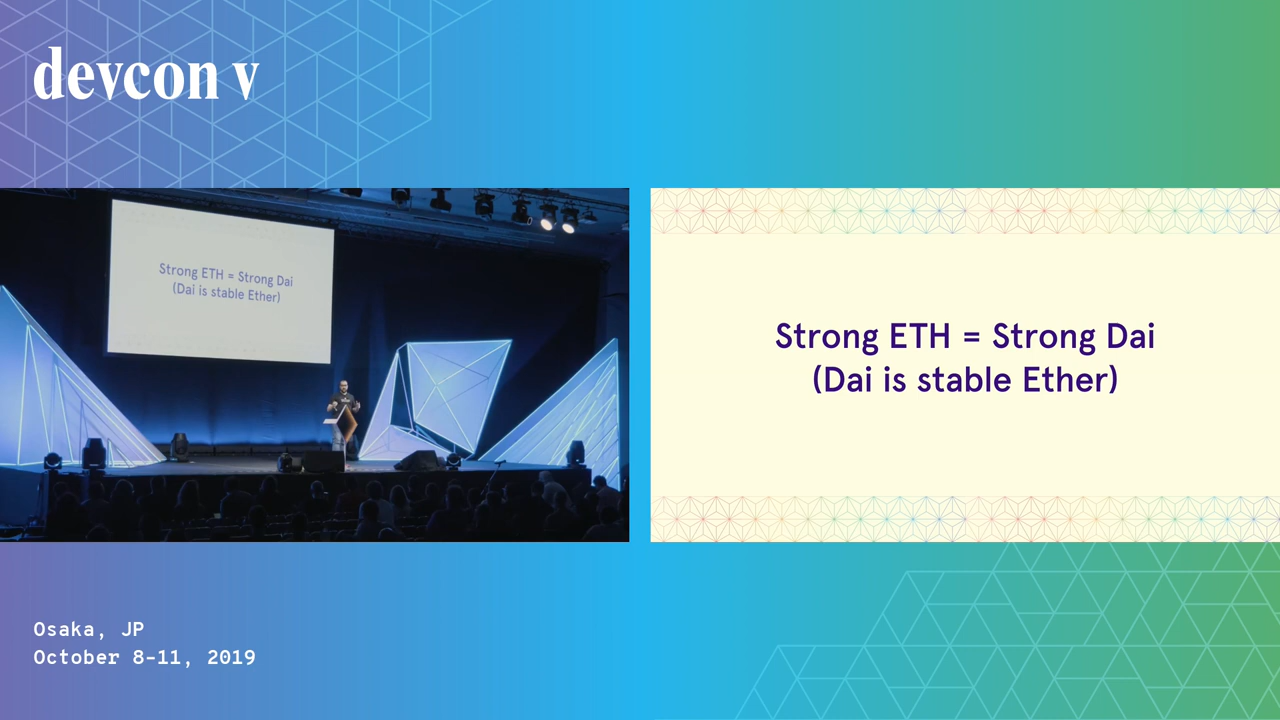 devcon v
Strong ETH = Strong Dai
(Dai is stable Ether)
Strong ETH = Strong Dai
(Dai is stable Ether)
Osaka, JP
October 8-11, 2019